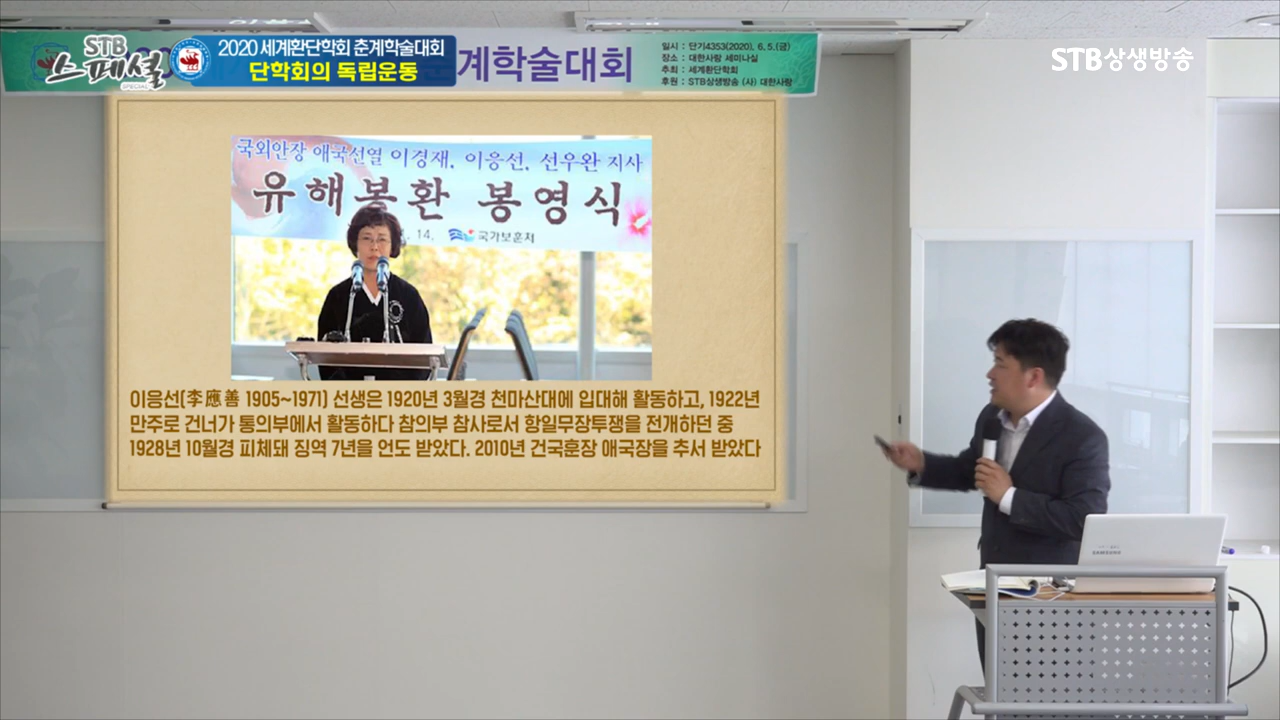 STB
스페셜
SPECIAL
2020 세계환단학회 춘계학술대회
단학회의 독립운동
계학술대회
일시 : 단기4353(2020), 6. 5.(금)
장소 : 대한사랑 세미나실
주최 : 세계환단학회
후원 : STB상생방송 (사) 대한사랑
STB상생방송
국외안장 애국선열 이경재, 이응선, 선우완 지사
유해봉환 봉영식
. 14.
국가보훈처
이응선(李應善 1905~1971) 선생은 1920년 3월경 천마산대에 입대해 활동하고, 1922년
만주로 건너가 통의부에서 활동하다 참의부 참사로서 항일무장투쟁을 전개하던 중
1928년 10월경 피체돼 징역 7년을 언도 받았다. 2010년 건국훈장 애국장을 추서 받았다